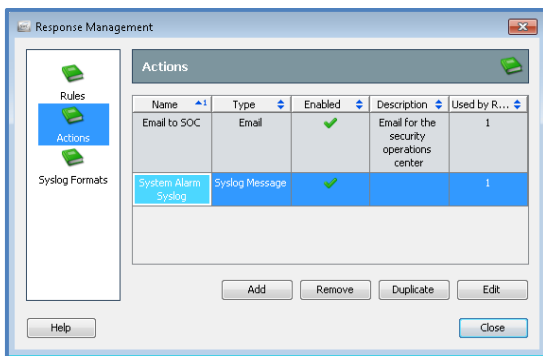 Response Management
Rules
Actions
Syslog Formats
Actions
Name 1 Type Enabled Description Used by R...
Email to SOC Email Email for the security operations center 1
System Alarm Syslog Syslog Message 1
Add Remove Duplicate Edit
Help Close